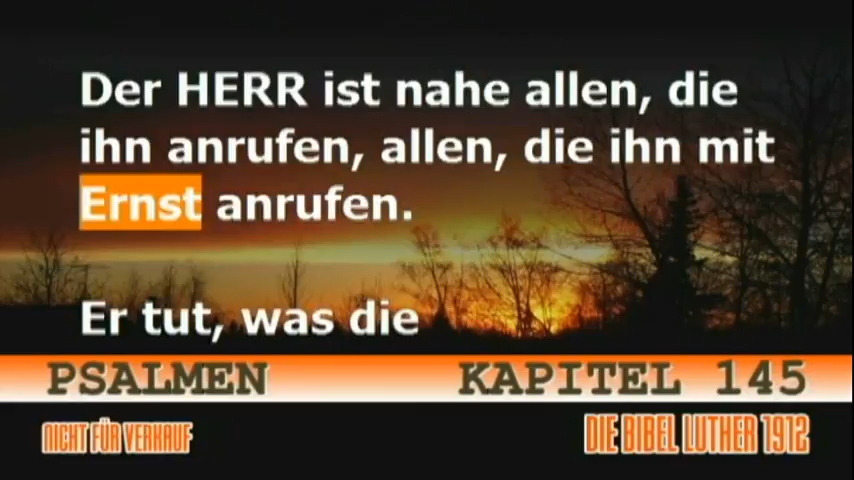 Der HERR ist nahe allen, die
ihn anrufen, allen, die ihn mit
Ernst anrufen.
Er tut, was die
PSALMEN KAPITEL 145
NICHT FÜR VERKAUF DIE BIBEL LUTHER 1912